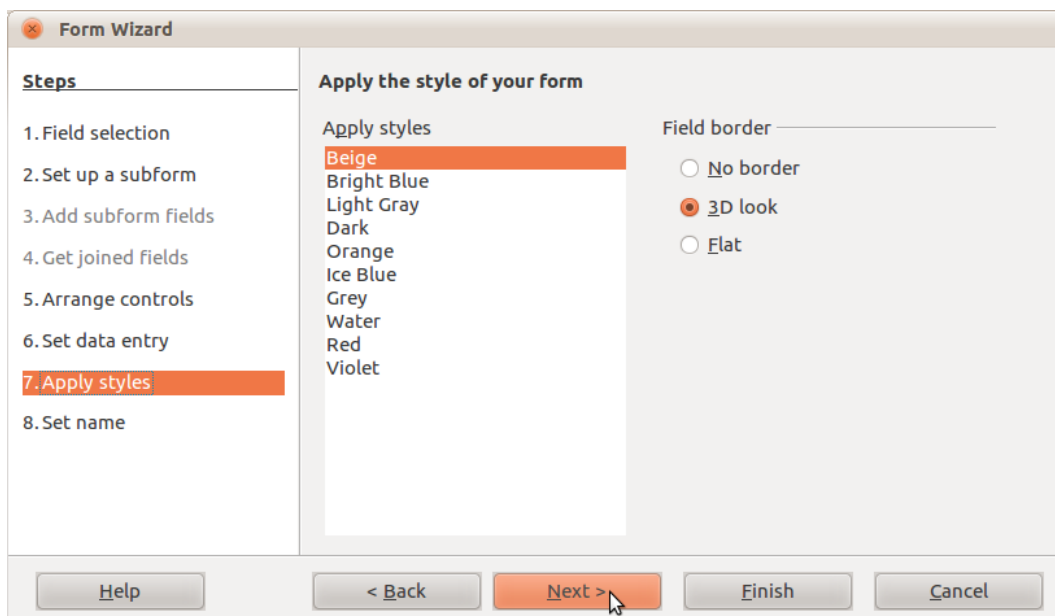 Form Wizard
Steps
1. Field selection
2. Set up a subform
3. Add subform fields
4. Get joined fields
5. Arrange controls
6. Set data entry
7. Apply styles
8. Set name
Apply the style of your form
Apply styles
Beige
Bright Blue
Light Gray
Dark
Orange
Ice Blue
Grey
Water
Red
Violet
Field border
No border
3D look
Flat
Help
< Back
Next >
Finish
Cancel